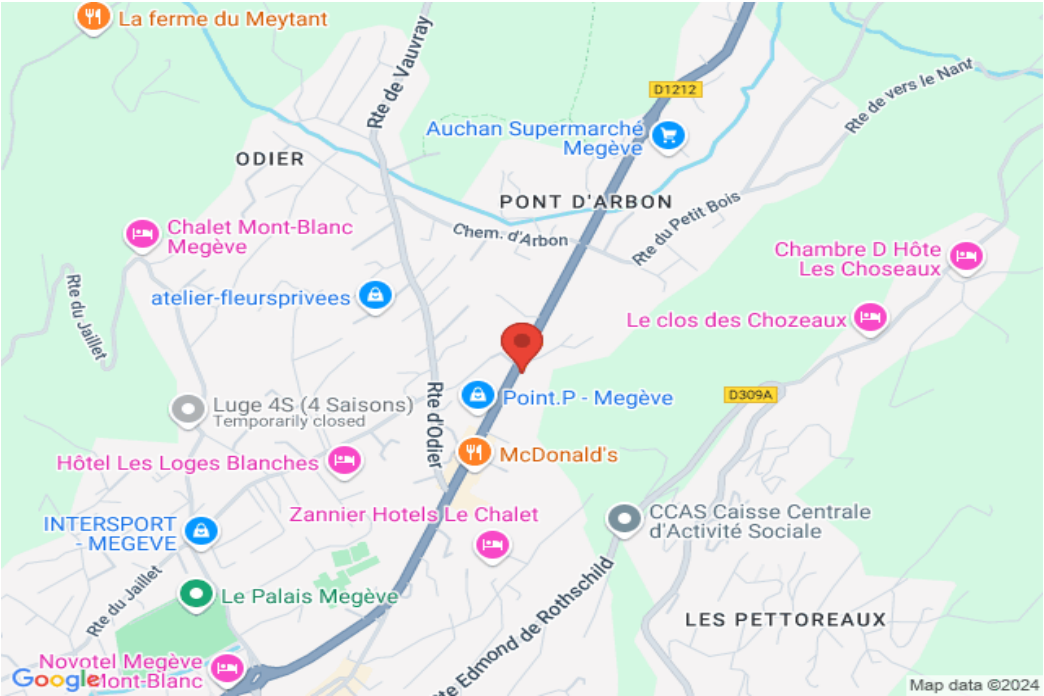 La ferme du Meytant
Rte de Vauvray
D1212
Rte de vers le Nant
Auchan Supermarché
Megève
ODIER
PONT D'ARBON
Rte du Petit Bois
Chem. d'Arbon
Chalet Mont-Blanc
Megève
Chambre D Hôte
Les Choseaux
Rte du Jaillet
atelier-fleursprivees
Le clos des Chozeaux
Rte d'Odier
Point.P - Megève
D309A
Luge 4S (4 Saisons)
Temporarily closed
McDonald's
Hôtel Les Loges Blanches
Zannier Hotels Le Chalet
CCAS Caisse Centrale
d'Activité Sociale
INTERSPORT
- MEGEVE
Rte du Jaillet
Le Palais Megève
te Edmond de Rothschild
LES PETTOREAUX
Novotel Megève
Mont-Blanc
Google
Map data ©2024